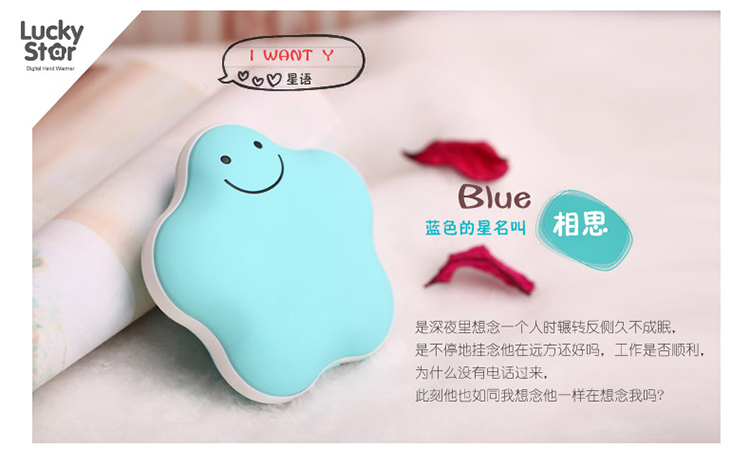 Lucky
Star
Digital Hand Warmer
I WANT Y
星语
Blue
蓝色的星名叫
相思
是深夜里想念一个人时辗转反侧久不成眠，
是不停地挂念他在远方还好吗，工作是否顺利，
为什么没有电话过来，
此刻他也如同我想念他一样在想念我吗?